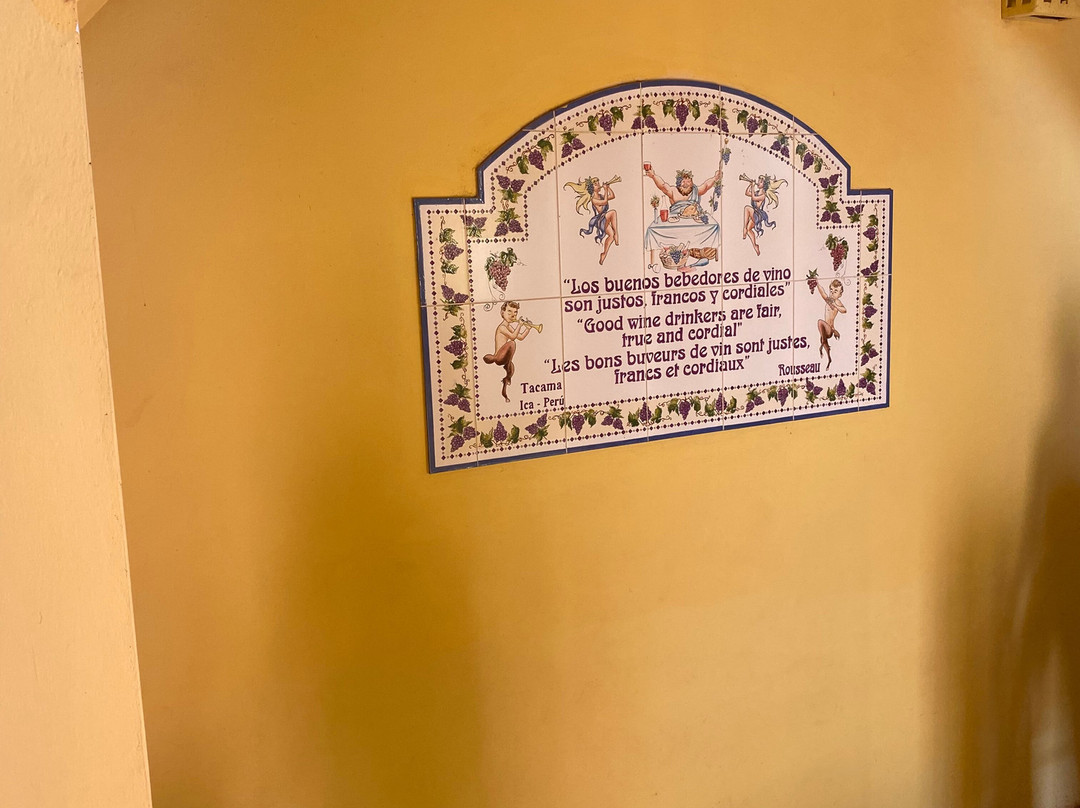 “Los buenos bebedores de vino
son justos, francos y cordiales”
“Good wine drinkers are fair,
true and cordial”
“Les bons buveurs de vin sont justes,
francs et cordiaux”
Rousseau
Tacama
Ica - Perú